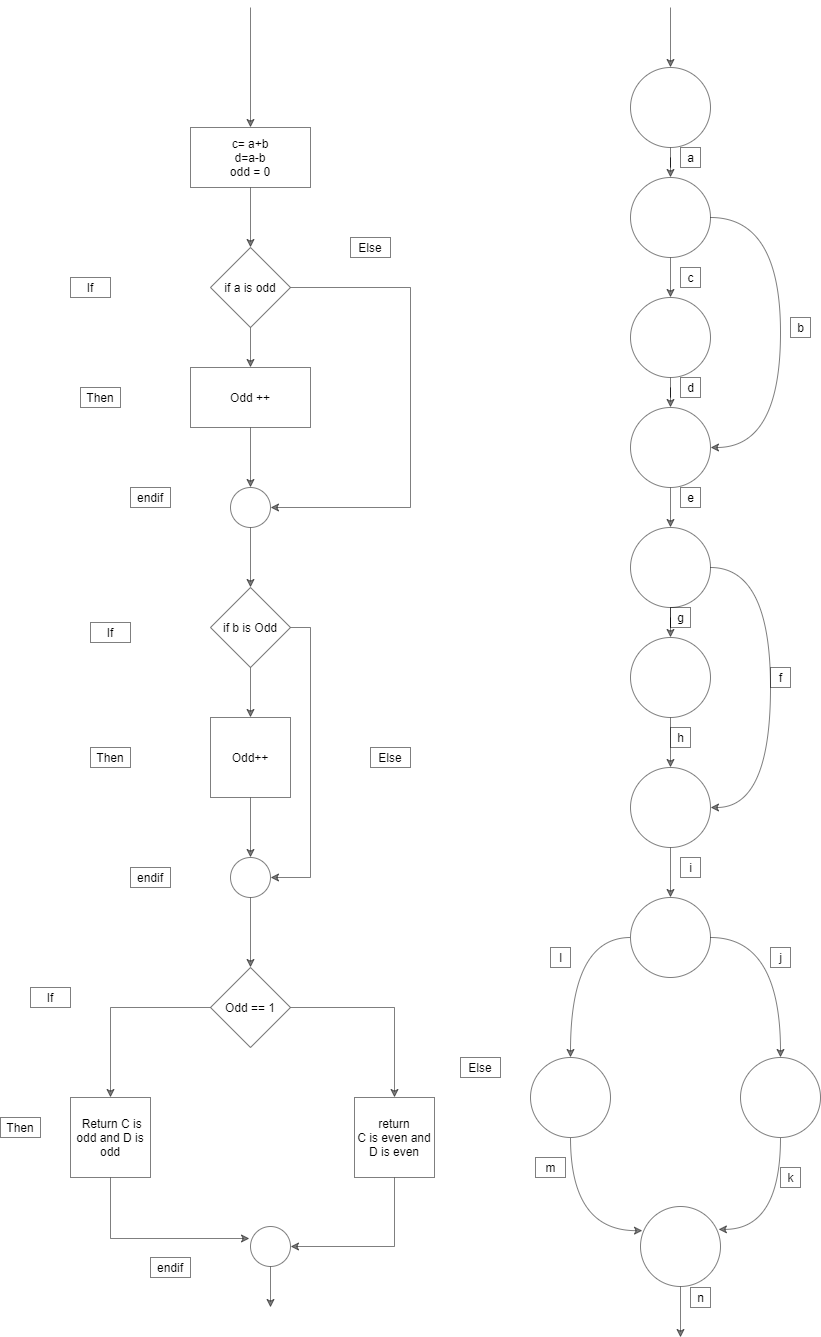 c= a+b
d=a-b
odd = 0
Else
If
if a is odd
Then
Odd ++
endif
If
if b is Odd
Then
Odd++
Else
endif
If
Odd == 1
Else
Then
Return C is
odd and D is
odd
return
C is even and
D is even
endif
a
c
b
d
e
g
f
h
i
l
j
m
k
n